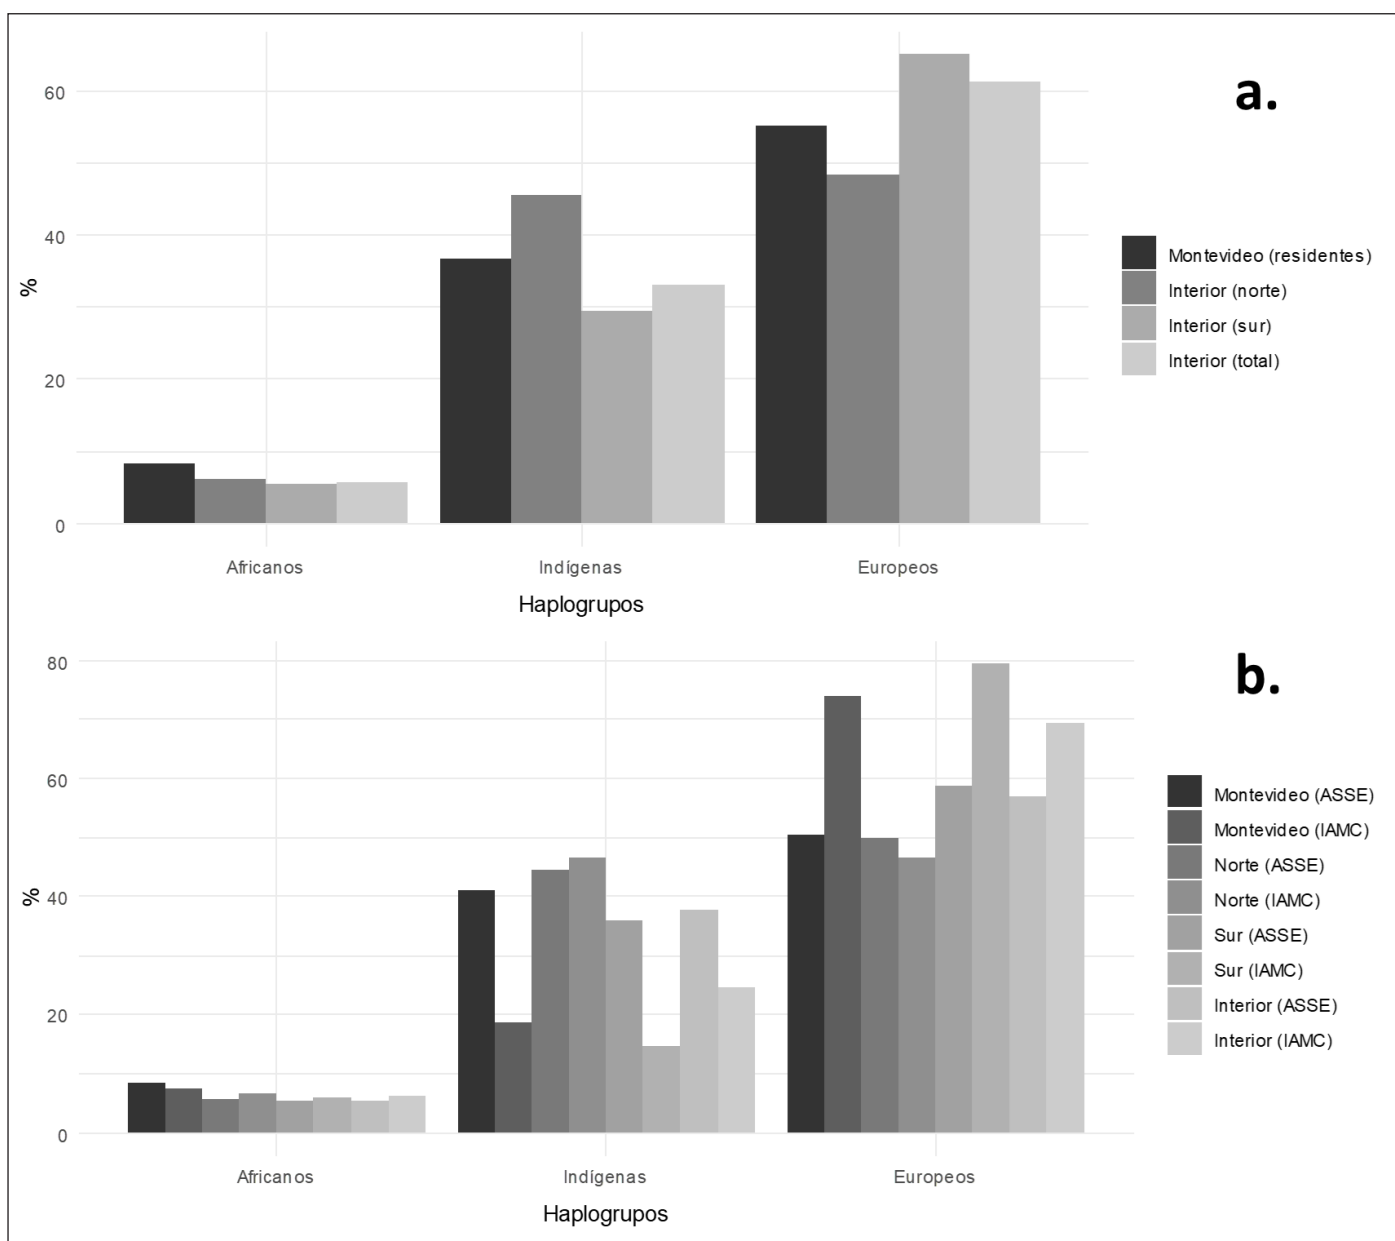 a.
60
40
20
0
%
Africanos
Indígenas
Europeos
Haplogrupos
Montevideo (residentes)
Interior (norte)
Interior (sur)
Interior (total)
b.
80
60
40
20
0
%
Africanos
Indígenas
Europeos
Haplogrupos
Montevideo (ASSE)
Montevideo (IAMC)
Norte (ASSE)
Norte (IAMC)
Sur (ASSE)
Sur (IAMC)
Interior (ASSE)
Interior (IAMC)